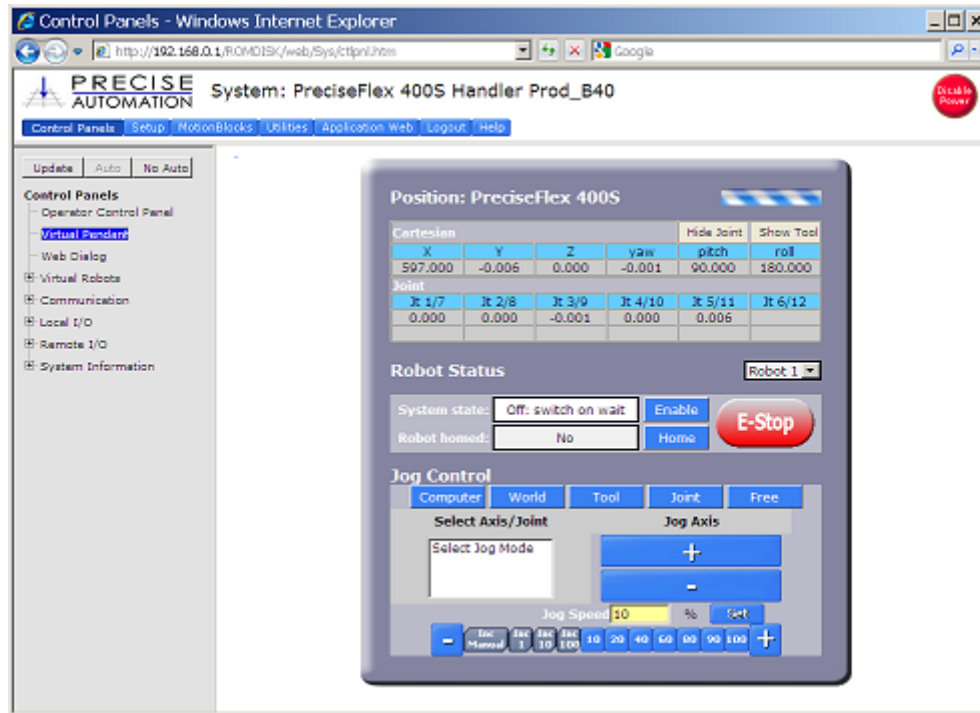 Control Panels - Windows Internet Explorer
http://192.168.0.1/ROMDISK/web/Sys/ctlpnl.htm Google
PRECISE
AUTOMATION
System: PreciseFlex 400S Handler Prod_B40
Disable
Power
Control Panels Setup MotionBlocks Utilities Application Web Logout Help
Update Auto No Auto
Control Panels
Operator Control Panel
Virtual Pendant
Web Dialog
Virtual Robots
Communication
Local I/O
Remote I/O
System Information
Position: PreciseFlex 400S
Cartesian Hide Joint Show Tool
X Y Z yaw pitch roll
597.000 -0.006 0.000 -0.001 90.000 180.000
Joint
Jt 1/7 Jt 2/8 Jt 3/9 Jt 4/10 Jt 5/11 Jt 6/12
0.000 0.000 -0.001 0.000 0.006
Robot Status Robot 1
System state: Off: switch on wait Enable
Robot homed: No Home
E-Stop
Jog Control
Computer World Tool Joint Free
Select Axis/Joint Jog Axis
Select Jog Mode
+
-
Jog Speed 10 % Set
- Inc Manual Inc 1 Inc 10 Inc 100 10 20 40 60 80 90 100 +